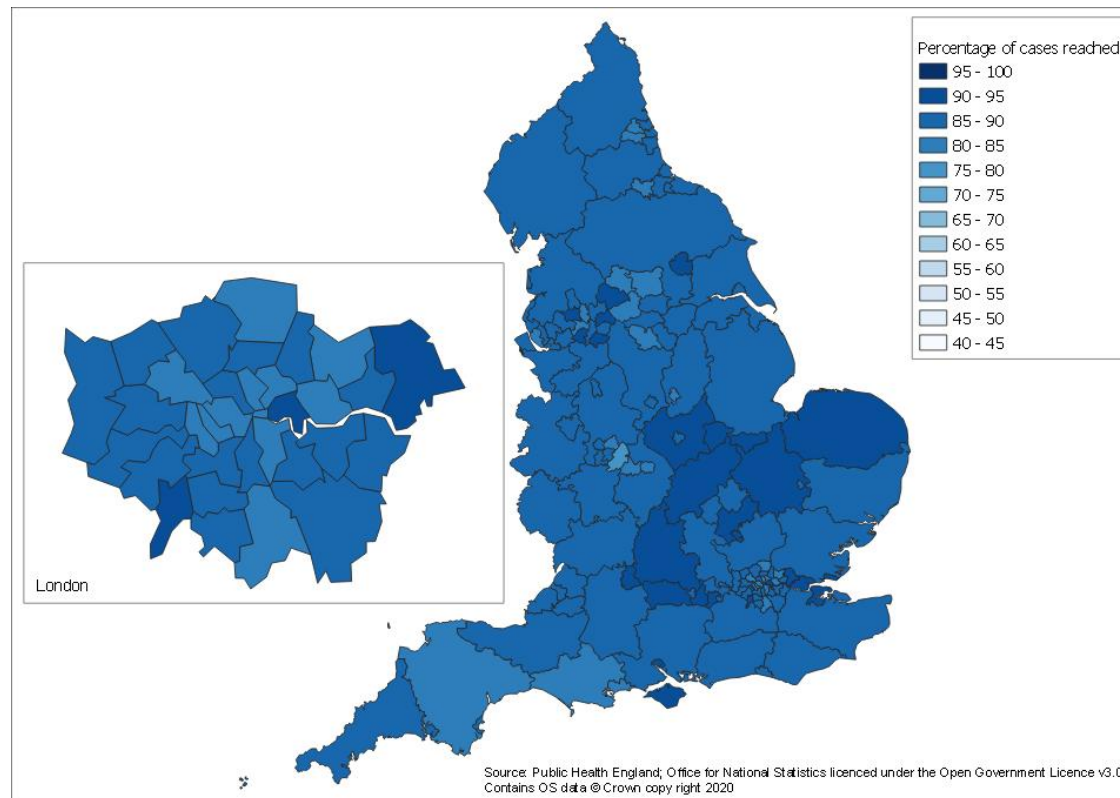 Percentage of cases reached
95 - 100
90 - 95
85 - 90
80 - 85
75 - 80
70 - 75
65 - 70
60 - 65
55 - 60
50 - 55
45 - 50
40 - 45
London
Source: Public Health England; Office for National Statistics licenced under the Open Government Licence v3.0
Contains OS data © Crown copy right 2020